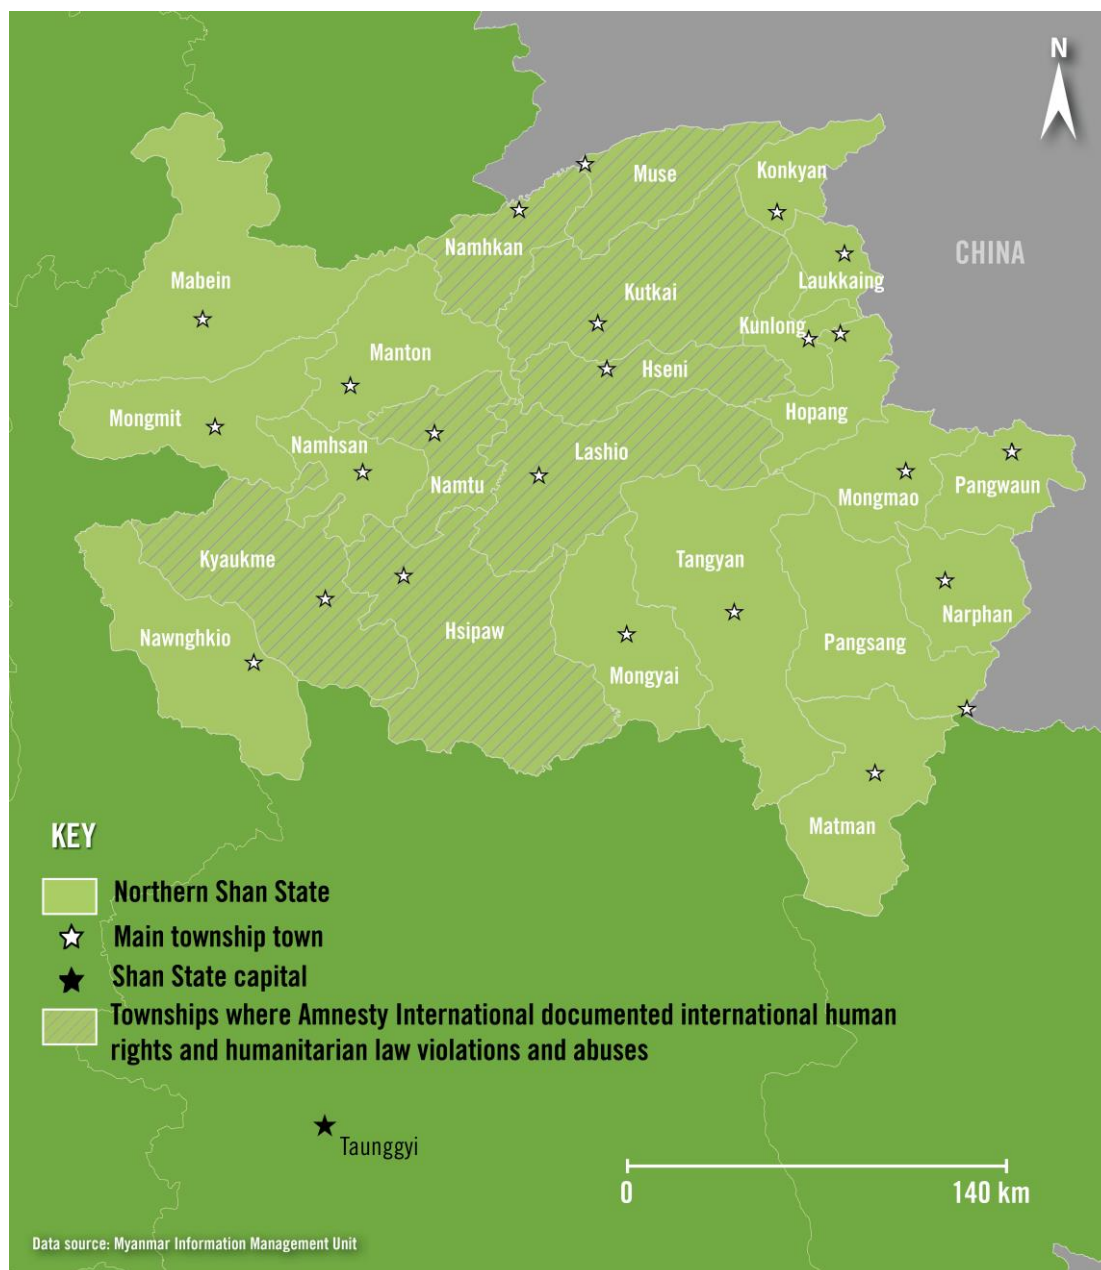 N
Muse
Konkyan
Namhkan
CHINA
Mabein
Laukkaing
Kutkai
Kunlong
Manton
Hseni
Mongmit
Hopang
Namhsan
Lashio
Namtu
Mongmao
Pangwaun
Kyaukme
Tangyan
Narphan
Nawnghkio
Hsipaw
Pangsang
Mongyai
Matman
KEY
Northern Shan State
Main township town
Shan State capital
Townships where Amnesty International documented international human
rights and humanitarian law violations and abuses
Taunggyi
0
140 km
Data source: Myanmar Information Management Unit